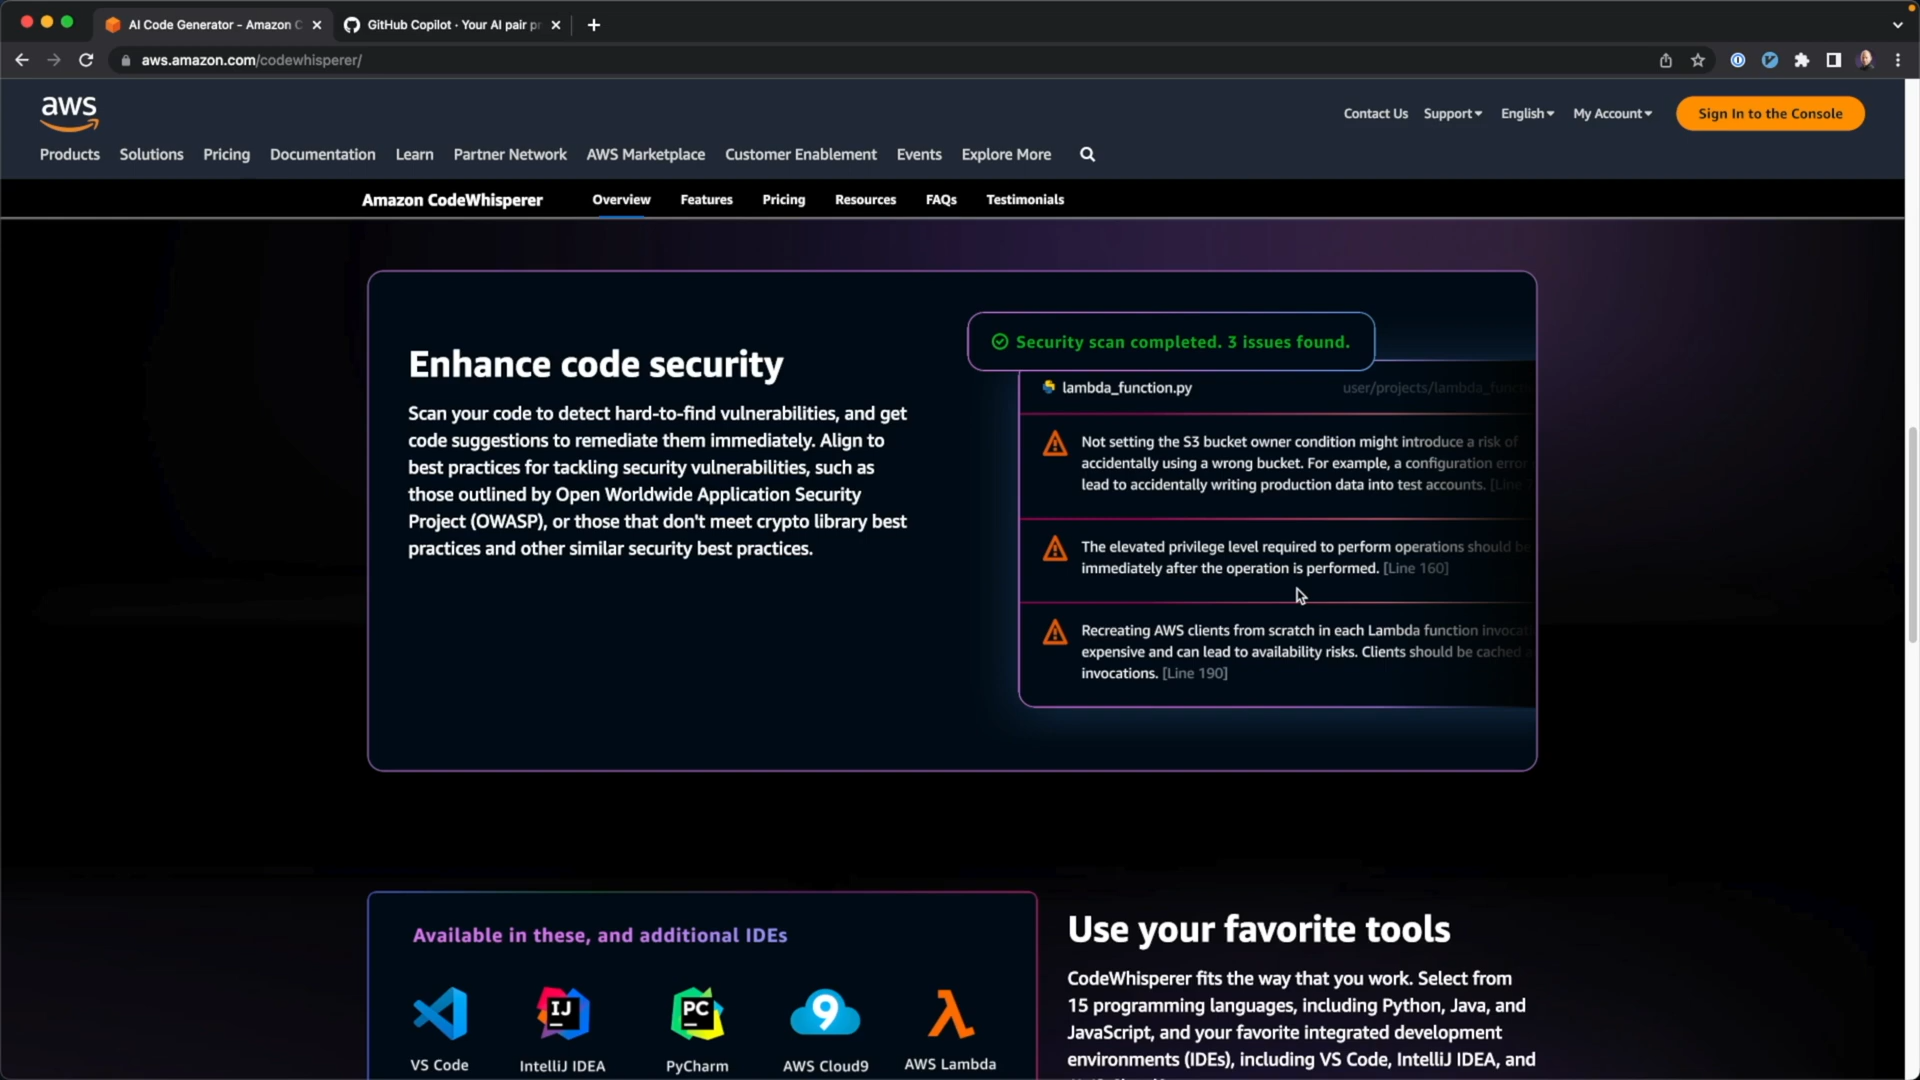 AI Code Generator - Amazon C
GitHub Copilot · Your AI pair pr
aws.amazon.com/codewhisperer/
aws
Contact Us Support English My Account Sign In to the Console
Products Solutions Pricing Documentation Learn Partner Network AWS Marketplace Customer Enablement Events Explore More
Amazon CodeWhisperer Overview Features Pricing Resources FAQs Testimonials
Enhance code security
Scan your code to detect hard-to-find vulnerabilities, and get
code suggestions to remediate them immediately. Align to
best practices for tackling security vulnerabilities, such as
those outlined by Open Worldwide Application Security
Project (OWASP), or those that don't meet crypto library best
practices and other similar security best practices.
Security scan completed. 3 issues found.
lambda_function.py user/projects/lambda_func
Not setting the S3 bucket owner condition might introduce a risk of
accidentally using a wrong bucket. For example, a configuration error
lead to accidentally writing production data into test accounts. [Line
The elevated privilege level required to perform operations should be
immediately after the operation is performed. [Line 160]
Recreating AWS clients from scratch in each Lambda function invocat
expensive and can lead to availability risks. Clients should be cached a
invocations. [Line 190]
Available in these, and additional IDEs
IJ
PC
9
VS Code IntelliJ IDEA PyCharm AWS Cloud9 AWS Lambda
Use your favorite tools
CodeWhisperer fits the way that you work. Select from
15 programming languages, including Python, Java, and
JavaScript, and your favorite integrated development
environments (IDEs), including VS Code, IntelliJ IDEA, and